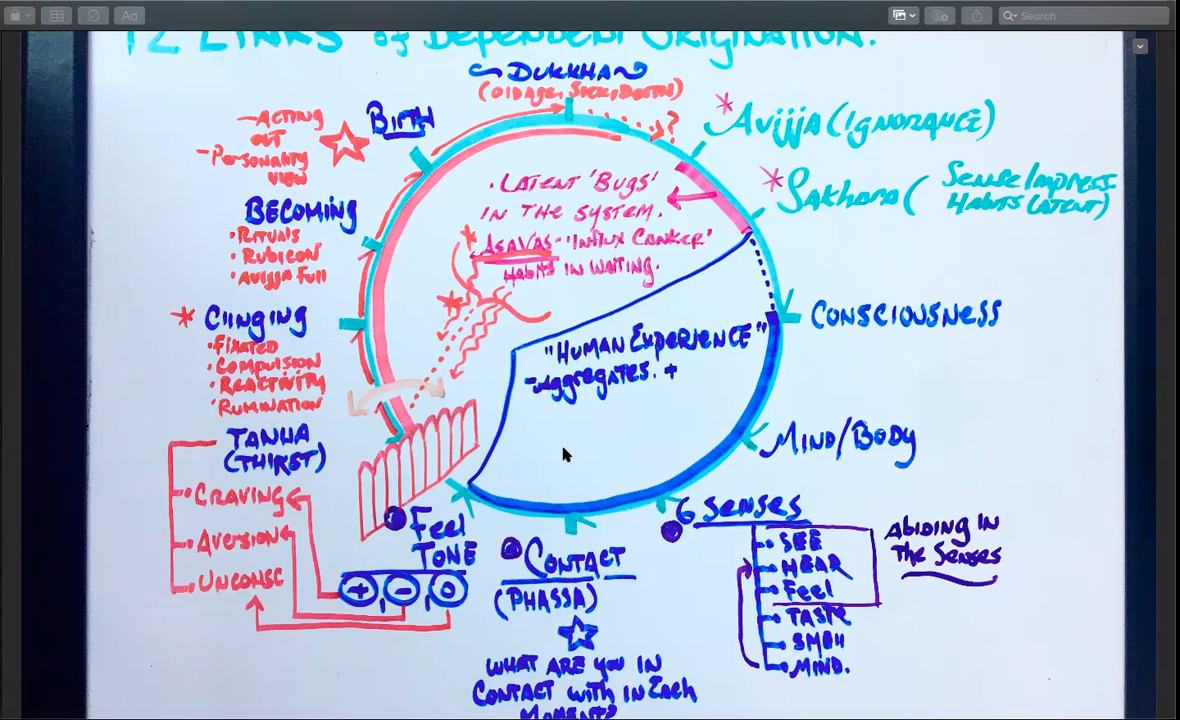 12 LINKS of DEPENDENT ORIGINATION.
DUKKHA
(OLDAGE, SICK, DEATH)
?
BIRTH
- ACTING
OUT
- PERSONALITY
VIEW
* AVIJJA (IGNORANCE)
* SAKHARA ( SENSE IMPRESS.
HABITS LATENT)
• LATENT 'BUGS'
IN THE SYSTEM.
* ASAVAS - 'INFLUX CANKER'
HABITS IN WAITING.
BECOMING
• RITUALS
• RUBICON
• AVIJJA FULL
* CLINGING
• FIXATED
• COMPULSION
• REACTIVITY
• RUMINATION
CONSCIOUSNESS
"HUMAN EXPERIENCE"
- AGGREGATES. +
TANHA
(THIRST)
CRAVING
AVERSION
UNCONSC
MIND/BODY
FEEL
TONE
+, -, 0
CONTACT
(PHASSA)
WHAT ARE YOU IN
CONTACT WITH IN EACH
MOMENT?
6 SENSES
SEE
HEAR
FEEL
TASTE
SMELL
MIND.
ABIDING IN
THE SENSES
Aa
Search